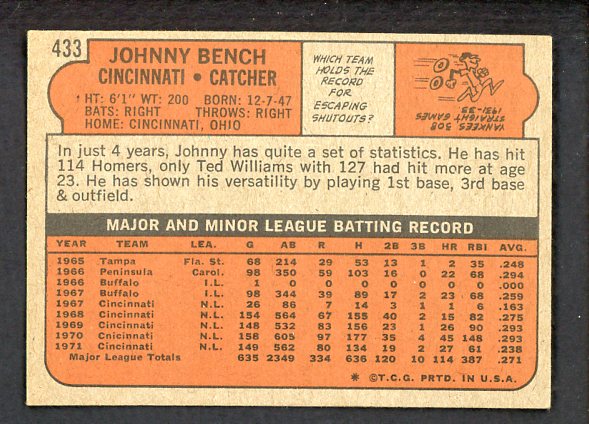 433
JOHNNY BENCH
CINCINNATI • CATCHER
HT: 6'1" WT: 200 BORN: 12-7-47
BATS: RIGHT THROWS: RIGHT
HOME: CINCINNATI, OHIO
WHICH TEAM
HOLDS THE
RECORD
FOR
ESCAPING
SHUTOUTS?
YANKEES. 308
STRAIGHT GAMES
1931-33.
In just 4 years, Johnny has quite a set of statistics. He has hit
114 Homers, only Ted Williams with 127 had hit more at age
23. He has shown his versatility by playing 1st base, 3rd base
& outfield.
MAJOR AND MINOR LEAGUE BATTING RECORD
YEAR TEAM LEA. G AB R H 2B 3B HR RBI AVG.
1965 Tampa Fla. St. 68 214 29 53 13 1 2 35 .248
1966 Peninsula Carol. 98 350 59 103 16 0 22 68 .294
1966 Buffalo I.L. 1 0 0 0 0 0 0 0 .000
1967 Buffalo I.L. 98 344 39 89 17 2 23 68 .259
1967 Cincinnati N.L. 26 86 7 14 3 1 1 6 .163
1968 Cincinnati N.L. 154 564 67 155 40 2 15 82 .275
1969 Cincinnati N.L. 148 532 83 156 23 1 26 90 .293
1970 Cincinnati N.L. 158 605 97 177 35 4 45 148 .293
1971 Cincinnati N.L. 149 562 80 134 19 2 27 61 .238
Major League Totals 635 2349 334 636 120 10 114 387 .271
* ©T.C.G. PRTD. IN U.S.A.